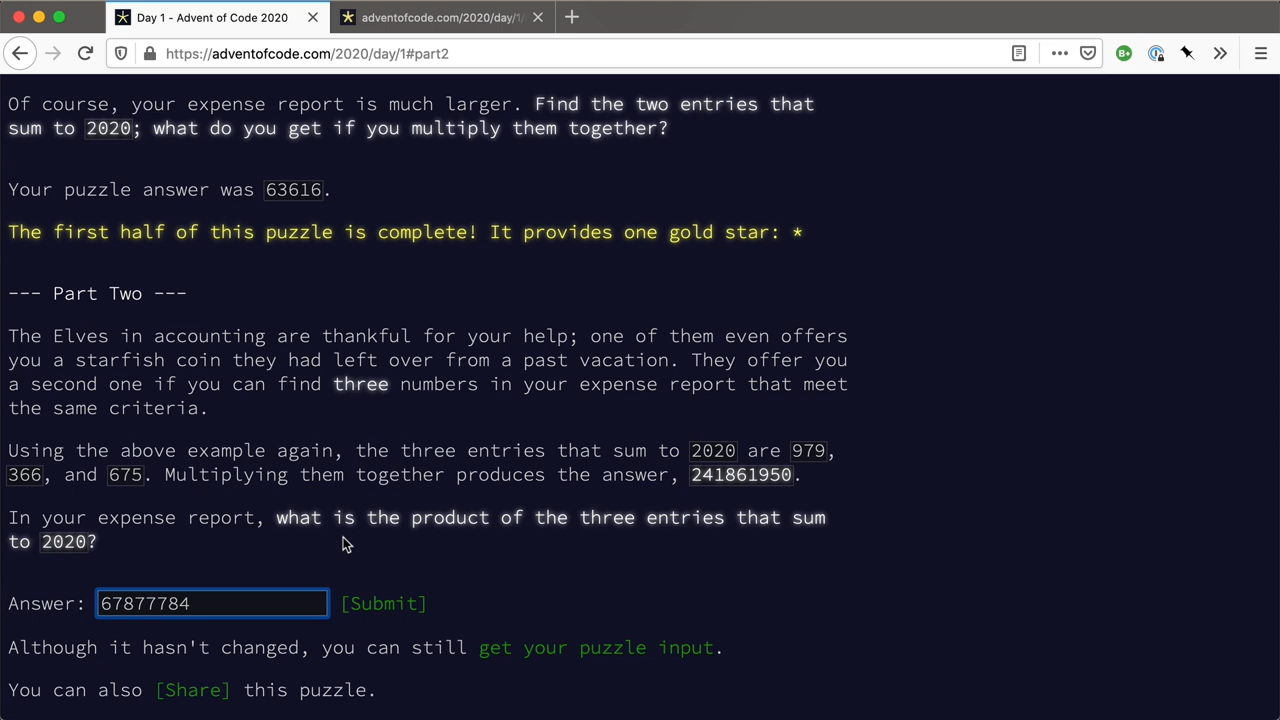 Day 1 - Advent of Code 2020
adventofcode.com/2020/day/1/
https://adventofcode.com/2020/day/1#part2
Of course, your expense report is much larger. Find the two entries that
sum to 2020; what do you get if you multiply them together?
Your puzzle answer was 63616.
The first half of this puzzle is complete! It provides one gold star: *
--- Part Two ---
The Elves in accounting are thankful for your help; one of them even offers
you a starfish coin they had left over from a past vacation. They offer you
a second one if you can find three numbers in your expense report that meet
the same criteria.
Using the above example again, the three entries that sum to 2020 are 979,
366, and 675. Multiplying them together produces the answer, 241861950.
In your expense report, what is the product of the three entries that sum
to 2020?
Answer: 67877784 [Submit]
Although it hasn't changed, you can still get your puzzle input.
You can also [Share] this puzzle.